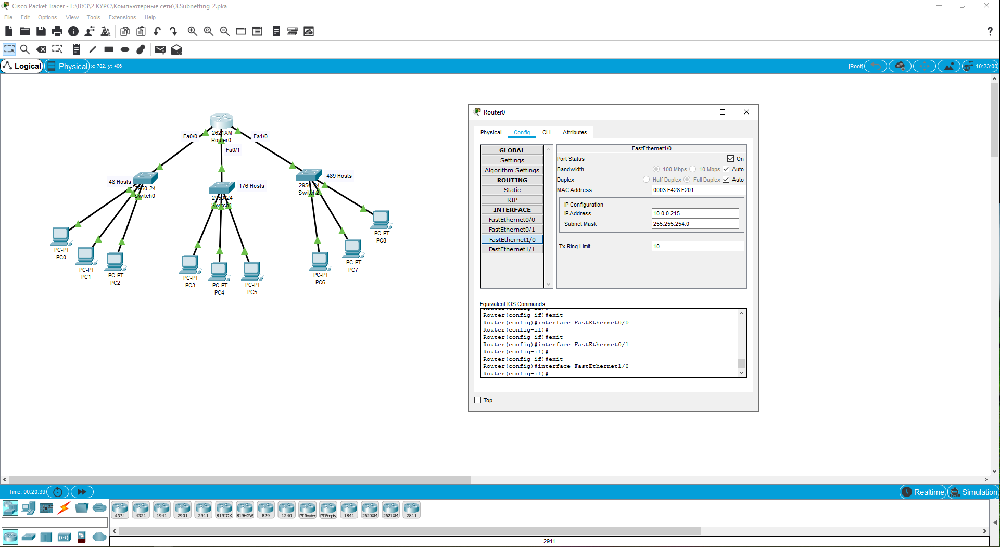 Cisco Packet Tracer - E:\ВУЗ\2 КУРС\Компьютерные сети\3.Subnetting_2.pka
File Edit Options View Tools Extensions Help
?
Logical Physical x: 782, y: 406 [Root] 10:23:00
2621XM
Router0
Fa0/0
Fa0/1
Fa1/0
48 Hosts
2950-24
Switch0
176 Hosts
2950-24
Switch1
489 Hosts
2950-24
Switch2
PC-PT
PC0
PC-PT
PC1
PC-PT
PC2
PC-PT
PC3
PC-PT
PC4
PC-PT
PC5
PC-PT
PC6
PC-PT
PC7
PC-PT
PC8
Router0
Physical Config CLI Attributes
GLOBAL
Settings
Algorithm Settings
ROUTING
Static
RIP
INTERFACE
FastEthernet0/0
FastEthernet0/1
FastEthernet1/0
FastEthernet1/1
FastEthernet1/0
Port Status On
Bandwidth 100 Mbps 10 Mbps Auto
Duplex Half Duplex Full Duplex Auto
MAC Address 0003.E428.E201
IP Configuration
IP Address 10.0.0.215
Subnet Mask 255.255.254.0
Tx Ring Limit 10
Equivalent IOS Commands
Router(config-if)#
Router(config-if)#exit
Router(config)#interface FastEthernet0/0
Router(config-if)#
Router(config-if)#exit
Router(config)#interface FastEthernet0/1
Router(config-if)#
Router(config-if)#exit
Router(config)#interface FastEthernet1/0
Router(config-if)#
Top
Time: 00:20:39 Realtime Simulation
4331 4321 1941 2901 2911 819IOX 819HGW 829 1240 PT-Router PT-Empty 1841 2620XM 2621XM 2811
2911